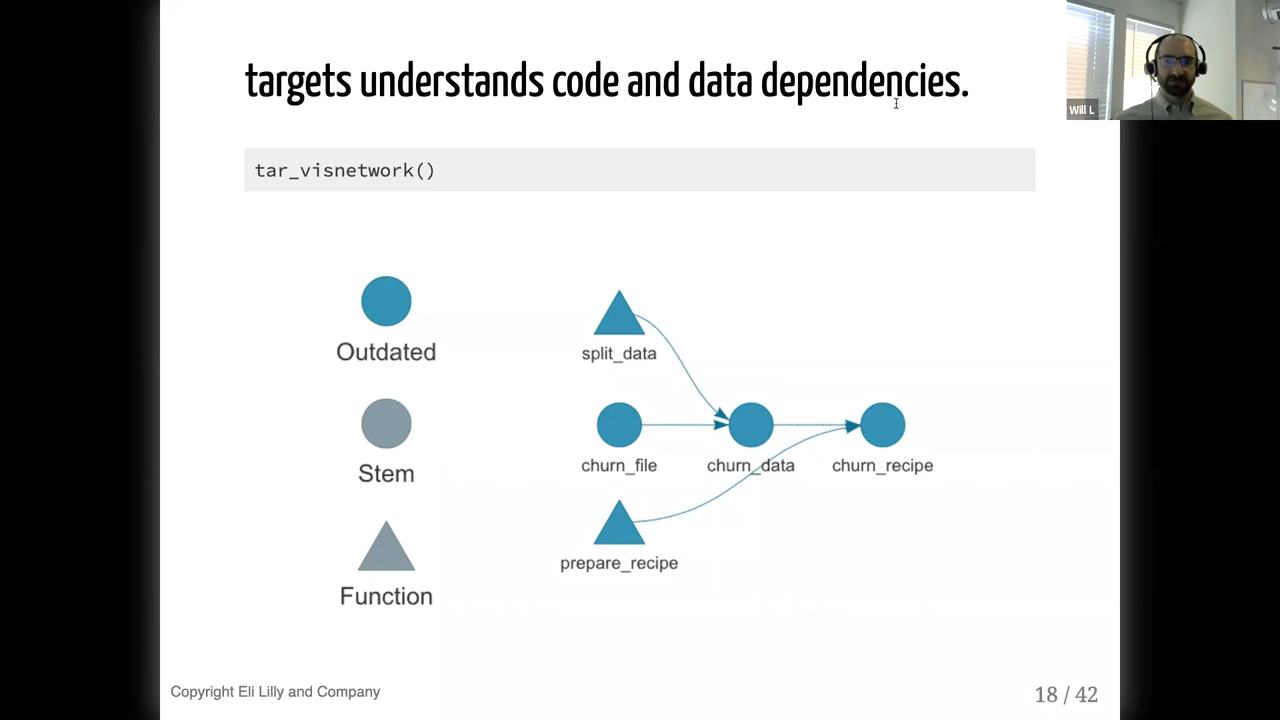 targets understands code and data dependencies.
Will L
tar_visnetwork()
Outdated
Stem
Function
split_data
churn_file
churn_data
churn_recipe
prepare_recipe
Copyright Eli Lilly and Company
18 / 42